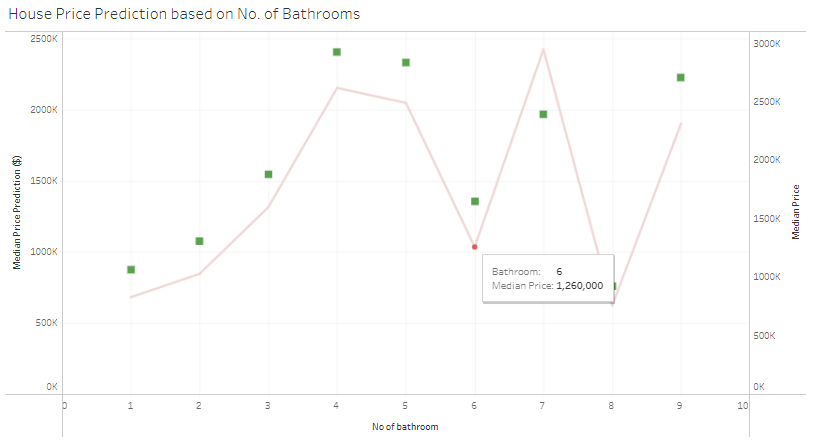 House Price Prediction based on No. of Bathrooms
2500K
2000K
1500K
1000K
500K
0K
Median Price Prediction ($)
3000K
2500K
2000K
1500K
1000K
500K
0K
Median Price
Bathroom: 6
Median Price: 1,260,000
0 1 2 3 4 5 6 7 8 9 10
No of bathroom